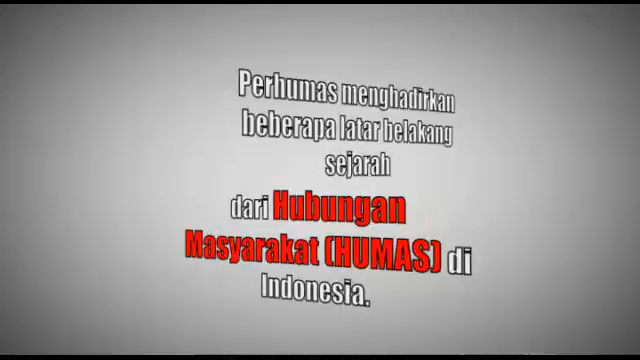 Perhumas menghadirkan
beberapa latar belakang
sejarah
dari Hubungan
Masyarakat (HUMAS) di
Indonesia.